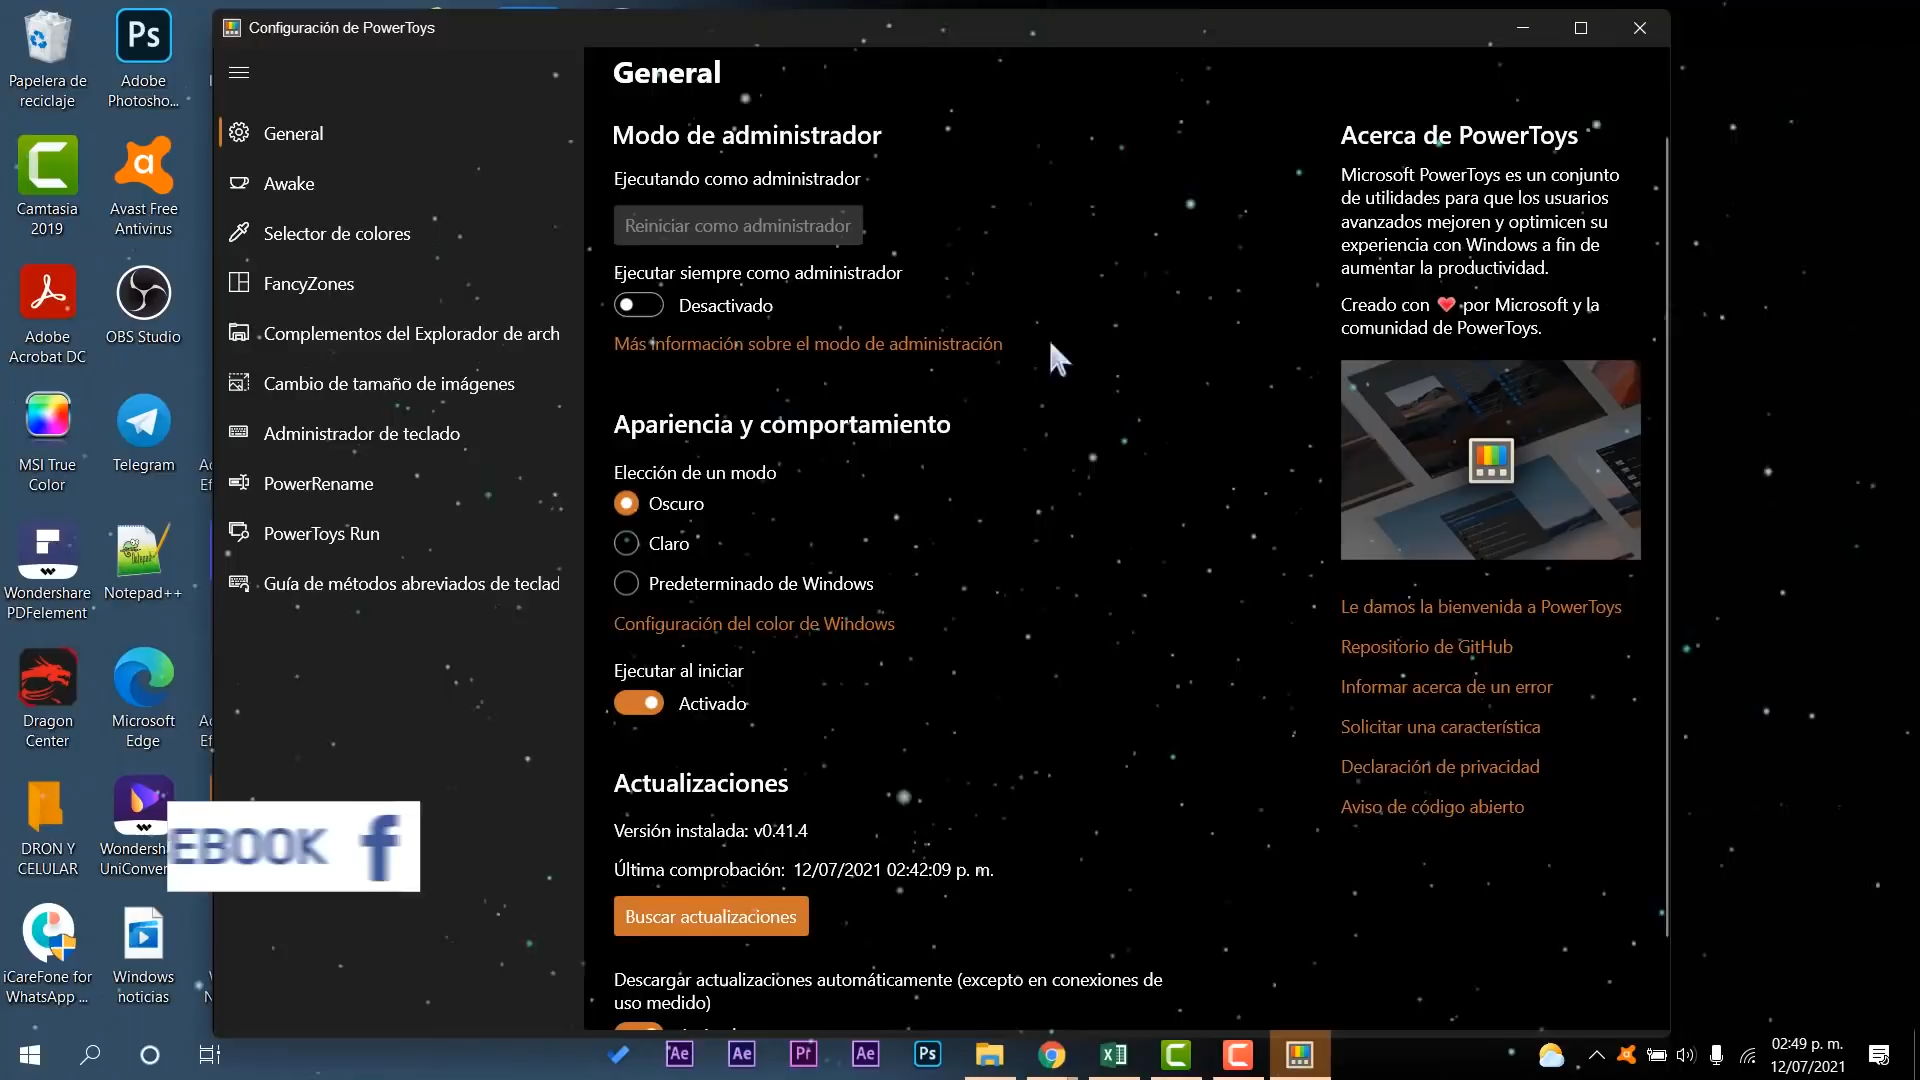 Configuración de PowerToys
Papelera de
reciclaje
Ps
Adobe
Photosho...
Camtasia
2019
Avast Free
Antivirus
Adobe
Acrobat DC
OBS Studio
MSI True
Color
Telegram
Wondershare
PDFelement
Notepad++
Dragon
Center
Microsoft
Edge
DRON Y
CELULAR
Wondersh
UniConver
iCareFone for
WhatsApp ...
Windows
noticias
EBOOK f
General
Awake
Selector de colores
FancyZones
Complementos del Explorador de arch
Cambio de tamaño de imágenes
Administrador de teclado
PowerRename
PowerToys Run
Guía de métodos abreviados de teclad
General
Modo de administrador
Ejecutando como administrador
Reiniciar como administrador
Ejecutar siempre como administrador
Desactivado
Más información sobre el modo de administración
Apariencia y comportamiento
Elección de un modo
Oscuro
Claro
Predeterminado de Windows
Configuración del color de Windows
Ejecutar al iniciar
Activado
Actualizaciones
Versión instalada: v0.41.4
Última comprobación: 12/07/2021 02:42:09 p. m.
Buscar actualizaciones
Descargar actualizaciones automáticamente (excepto en conexiones de
uso medido)
Acerca de PowerToys
Microsoft PowerToys es un conjunto
de utilidades para que los usuarios
avanzados mejoren y optimicen su
experiencia con Windows a fin de
aumentar la productividad.
Creado con ❤ por Microsoft y la
comunidad de PowerToys.
Le damos la bienvenida a PowerToys
Repositorio de GitHub
Informar acerca de un error
Solicitar una característica
Declaración de privacidad
Aviso de código abierto
Ae
Ae
Pr
Ae
Ps
02:49 p. m.
12/07/2021